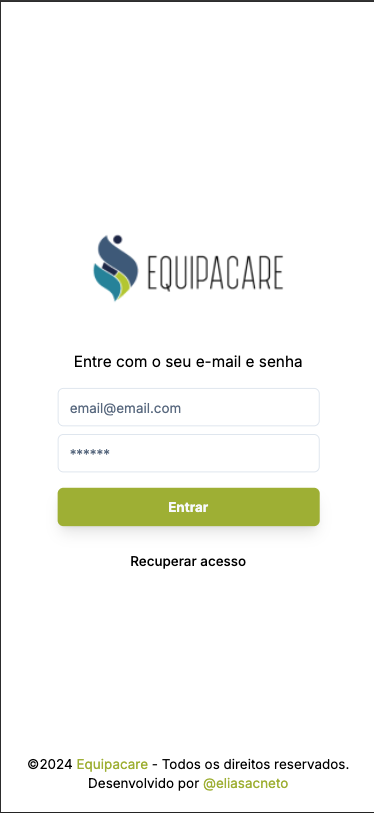 EQUIPACARE
Entre com o seu e-mail e senha
email@email.com
******
Entrar
Recuperar acesso
©2024 Equipacare - Todos os direitos reservados.
Desenvolvido por @eliasacneto